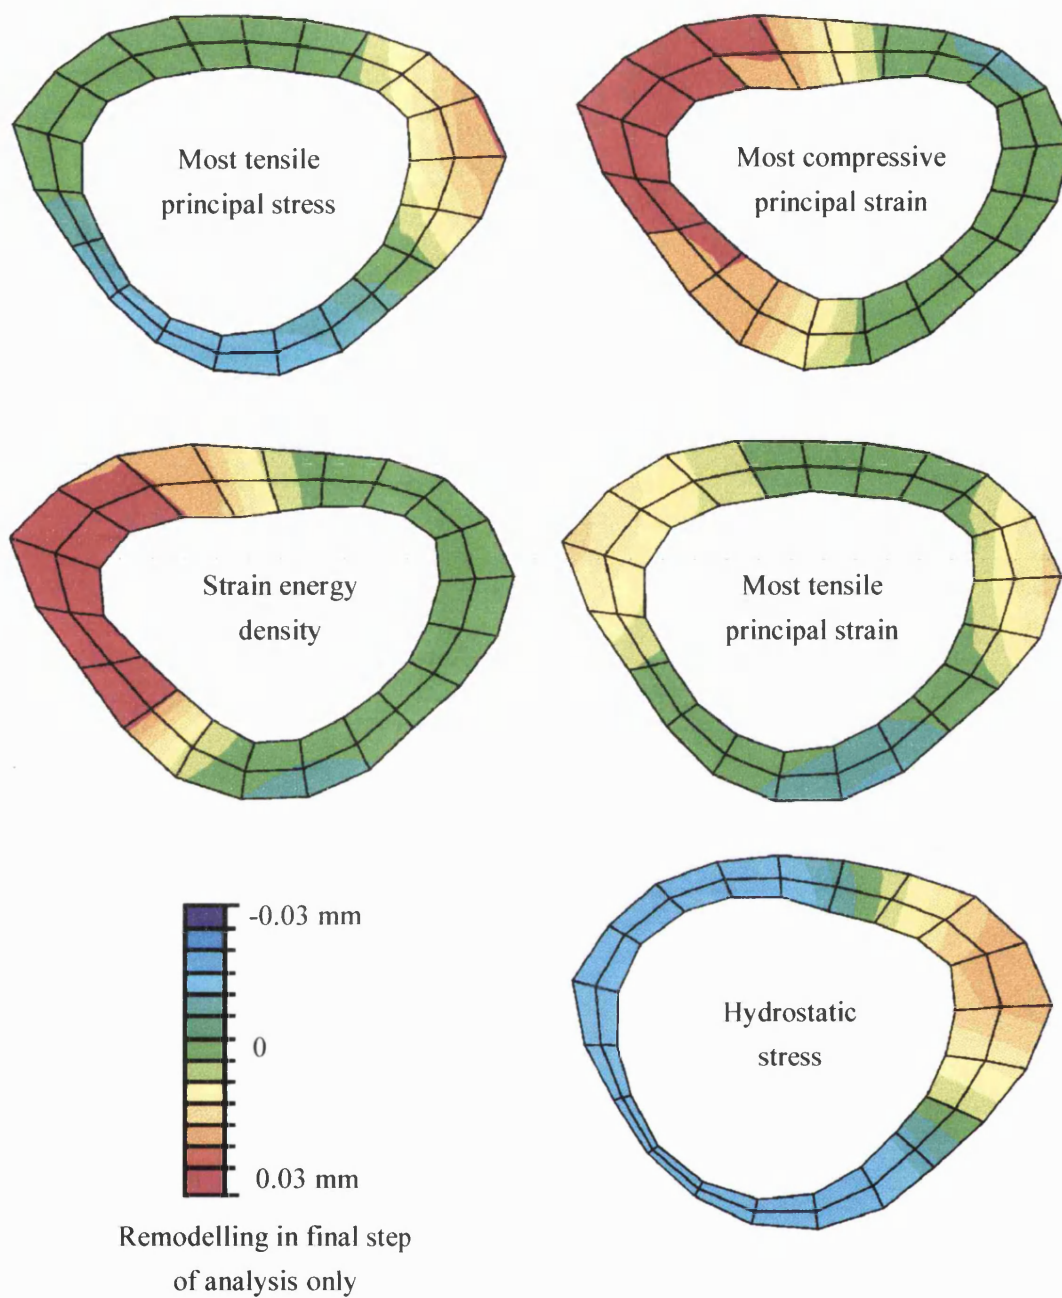 Most tensile
principal stress
Most compressive
principal strain
Strain energy
density
Most tensile
principal strain
-0.03 mm
0
0.03 mm
Remodelling in final step
of analysis only
Hydrostatic
stress